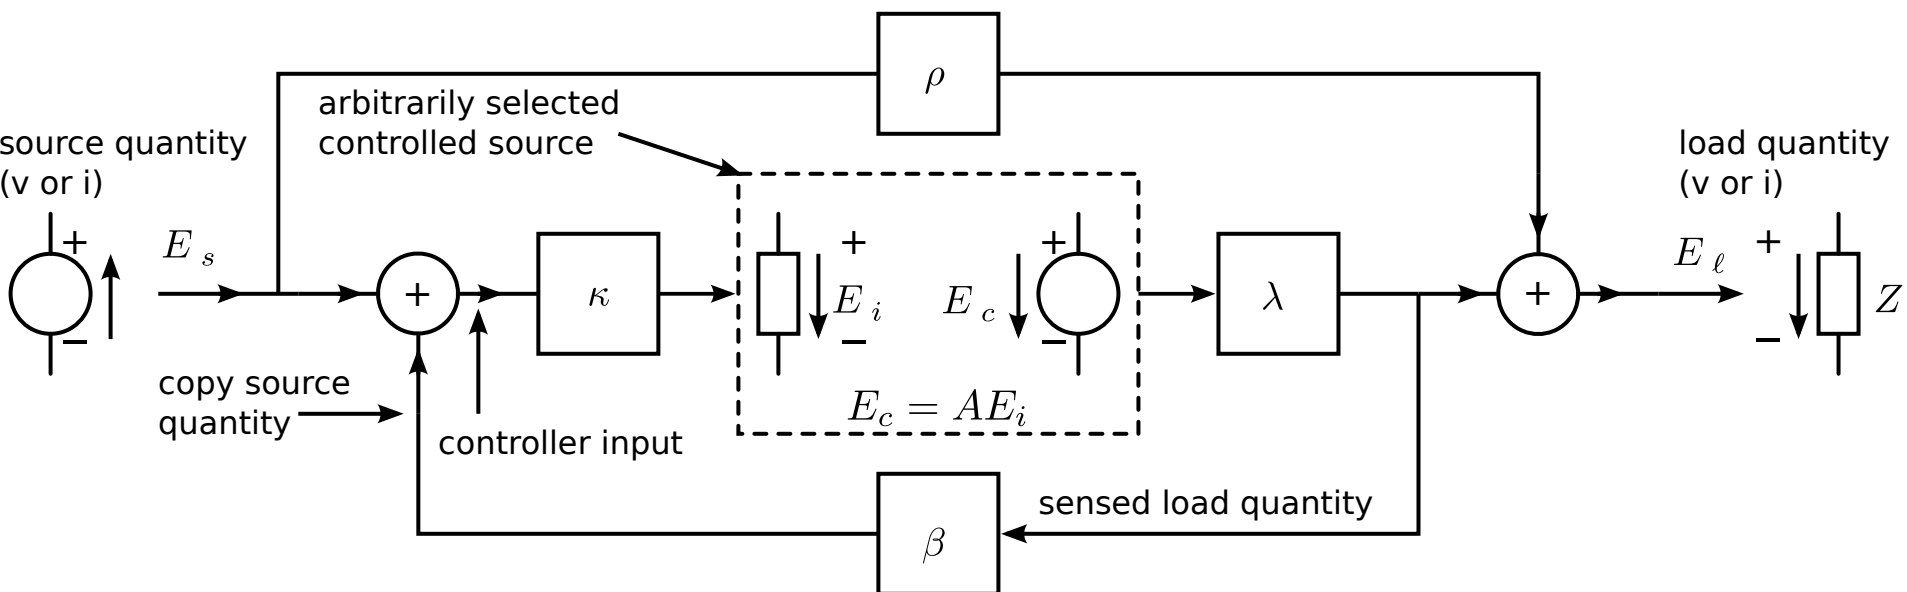 ρ
arbitrarily selected
controlled source
source quantity
(v or i)
load quantity
(v or i)
+
E s
+
κ
+
E i
−
+
E c
−
λ
+
E ℓ
+
−
Z
−
E_c = AE_i
copy source
quantity
controller input
sensed load quantity
β